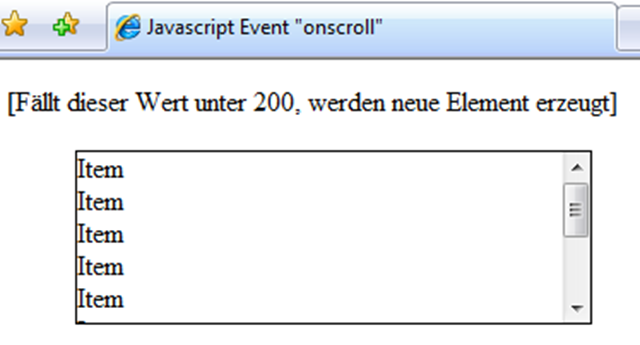 Javascript Event "onscroll"
[Fällt dieser Wert unter 200, werden neue Element erzeugt]
Item
Item
Item
Item
Item